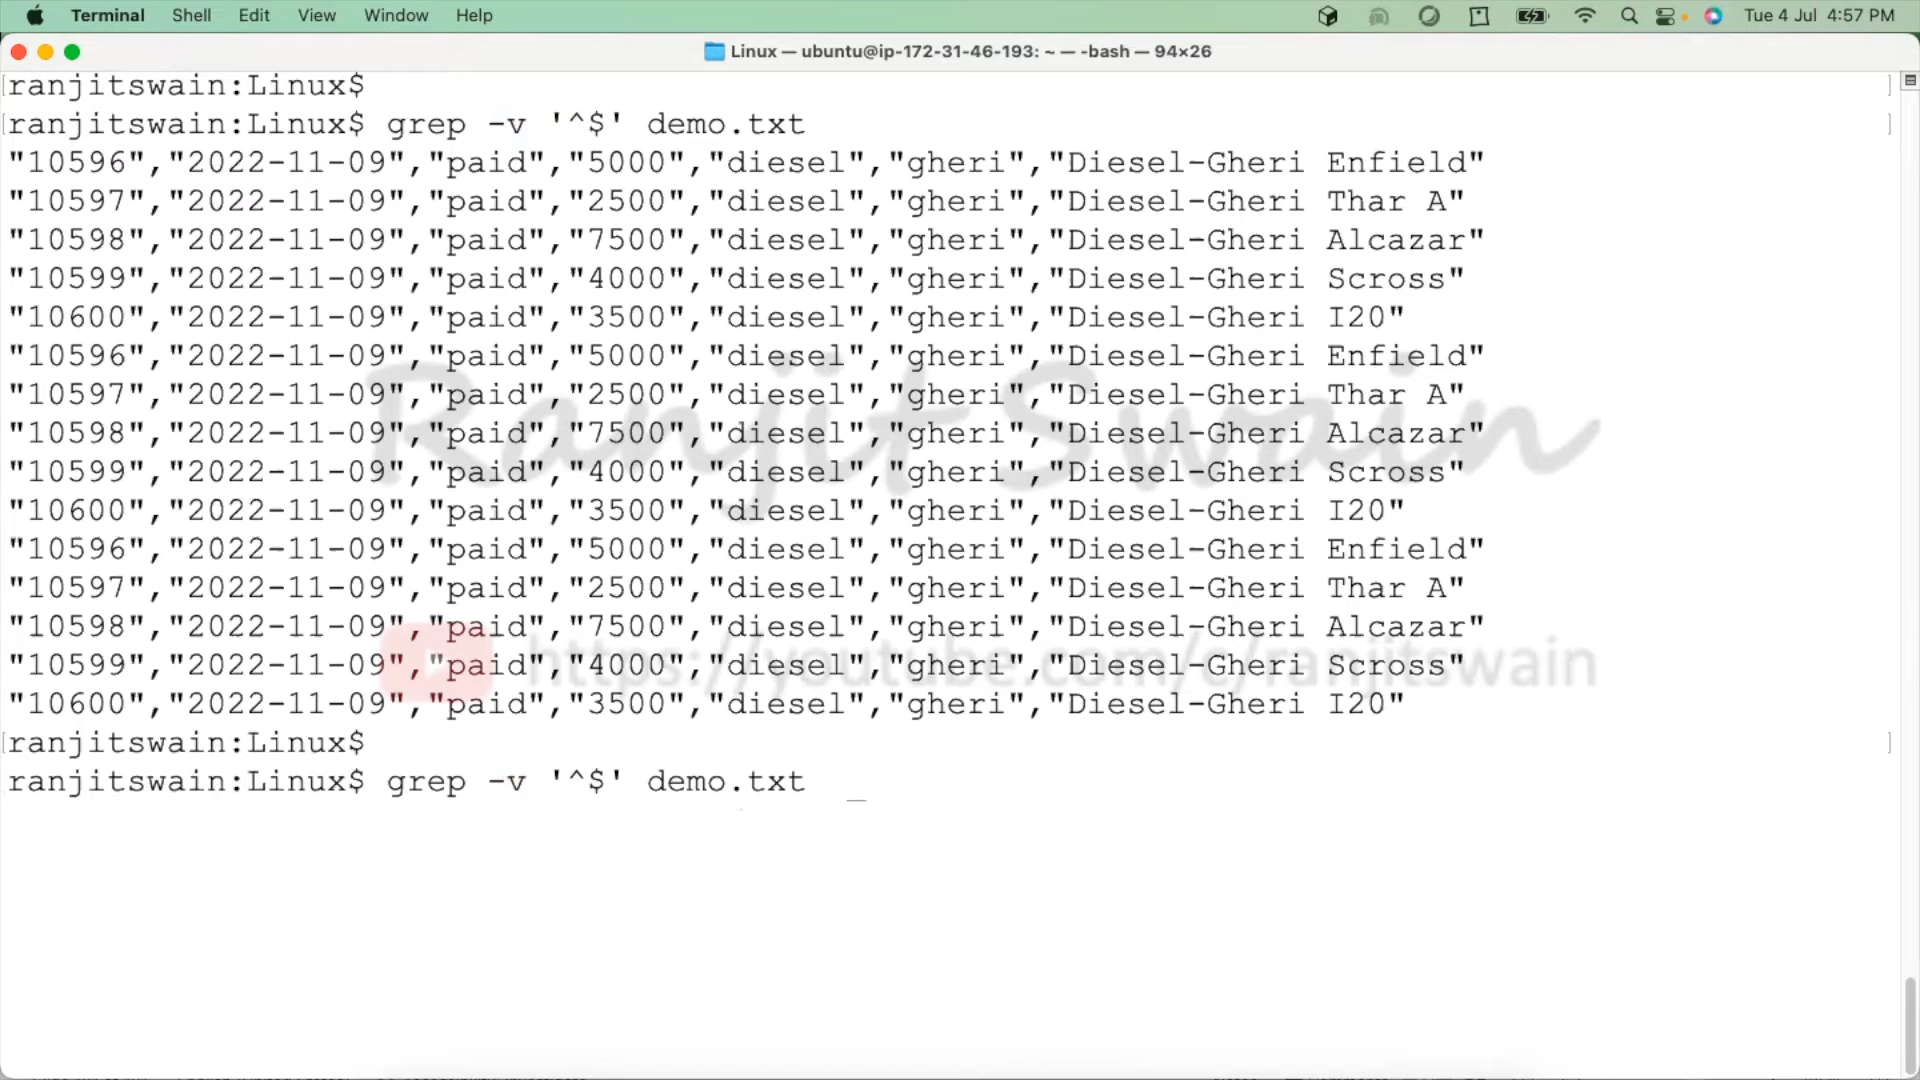 Terminal Shell Edit View Window Help Tue 4 Jul 4:57 PM
Linux — ubuntu@ip-172-31-46-193: ~ — -bash — 94×26
ranjitswain:Linux$
ranjitswain:Linux$ grep -v '^$' demo.txt
"10596","2022-11-09","paid","5000","diesel","gheri","Diesel-Gheri Enfield"
"10597","2022-11-09","paid","2500","diesel","gheri","Diesel-Gheri Thar A"
"10598","2022-11-09","paid","7500","diesel","gheri","Diesel-Gheri Alcazar"
"10599","2022-11-09","paid","4000","diesel","gheri","Diesel-Gheri Scross"
"10600","2022-11-09","paid","3500","diesel","gheri","Diesel-Gheri I20"
"10596","2022-11-09","paid","5000","diesel","gheri","Diesel-Gheri Enfield"
"10597","2022-11-09","paid","2500","diesel","gheri","Diesel-Gheri Thar A"
Ranjit Swain
"10598","2022-11-09","paid","7500","diesel","gheri","Diesel-Gheri Alcazar"
"10599","2022-11-09","paid","4000","diesel","gheri","Diesel-Gheri Scross"
"10600","2022-11-09","paid","3500","diesel","gheri","Diesel-Gheri I20"
"10596","2022-11-09","paid","5000","diesel","gheri","Diesel-Gheri Enfield"
"10597","2022-11-09","paid","2500","diesel","gheri","Diesel-Gheri Thar A"
"10598","2022-11-09","paid","7500","diesel","gheri","Diesel-Gheri Alcazar"
"10599","2022-11-09","paid","4000","diesel","gheri","Diesel-Gheri Scross"
https://youtube.com/c/ranjitswain
"10600","2022-11-09","paid","3500","diesel","gheri","Diesel-Gheri I20"
ranjitswain:Linux$
ranjitswain:Linux$ grep -v '^$' demo.txt